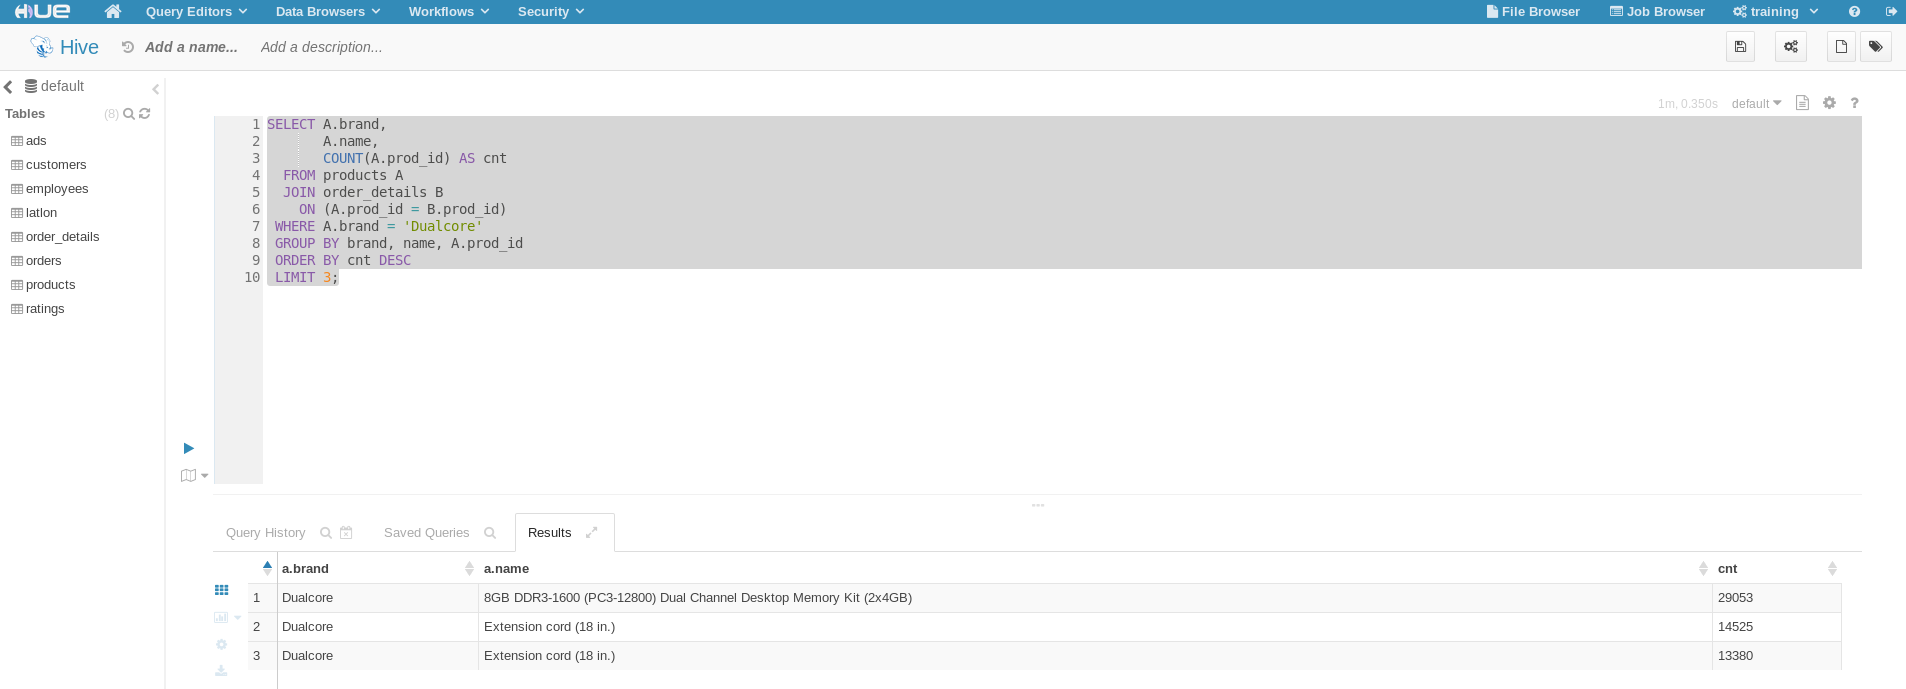 HUE Query Editors Data Browsers Workflows Security File Browser Job Browser training
Hive Add a name... Add a description...
default
Tables (8)
ads
customers
employees
latlon
order_details
orders
products
ratings
1m, 0.350s default ?
1 SELECT A.brand,
2 A.name,
3 COUNT(A.prod_id) AS cnt
4 FROM products A
5 JOIN order_details B
6 ON (A.prod_id = B.prod_id)
7 WHERE A.brand = 'Dualcore'
8 GROUP BY brand, name, A.prod_id
9 ORDER BY cnt DESC
10 LIMIT 3;
Query History Saved Queries Results
a.brand a.name cnt
1 Dualcore 8GB DDR3-1600 (PC3-12800) Dual Channel Desktop Memory Kit (2x4GB) 29053
2 Dualcore Extension cord (18 in.) 14525
3 Dualcore Extension cord (18 in.) 13380